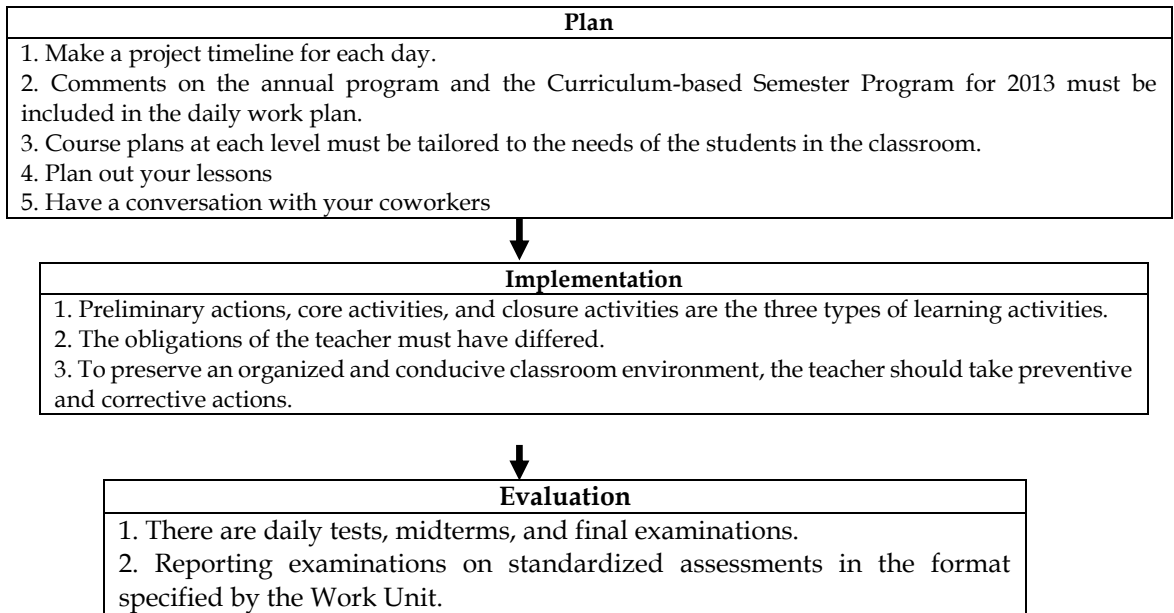 Plan
1. Make a project timeline for each day.
2. Comments on the annual program and the Curriculum-based Semester Program for 2013 must be
included in the daily work plan.
3. Course plans at each level must be tailored to the needs of the students in the classroom.
4. Plan out your lessons
5. Have a conversation with your coworkers
Implementation
1. Preliminary actions, core activities, and closure activities are the three types of learning activities.
2. The obligations of the teacher must have differed.
3. To preserve an organized and conducive classroom environment, the teacher should take preventive
and corrective actions.
Evaluation
1. There are daily tests, midterms, and final examinations.
2. Reporting examinations on standardized assessments in the format
specified by the Work Unit.